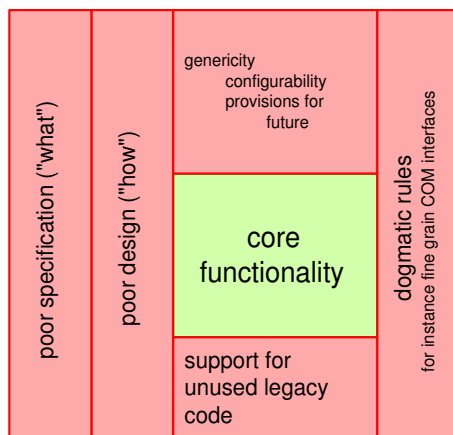 poor specification ("what")
poor design ("how")
genericity
configurability
provisions for
future
core
functionality
support for
unused legacy
code
dogmatic rules
for instance fine grain COM interfaces